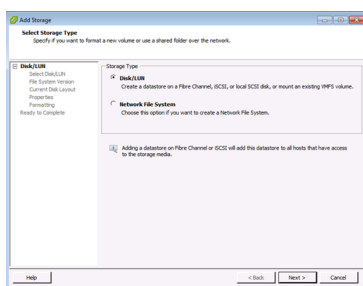 Add Storage
Select Storage Type
Specify if you want to format a new volume or use a shared folder over the network.
Disk/LUN
Select Disk/LUN
File System Version
Current Disk Layout
Properties
Formatting
Ready to Complete
Storage Type
Disk/LUN
Create a datastore on a Fibre Channel, iSCSI, or local SCSI disk, or mount an existing VMFS volume.
Network File System
Choose this option if you want to create a Network File System.
Adding a datastore on Fibre Channel or iSCSI will add this datastore to all hosts that have access
to the storage media.
Help
< Back
Next >
Cancel